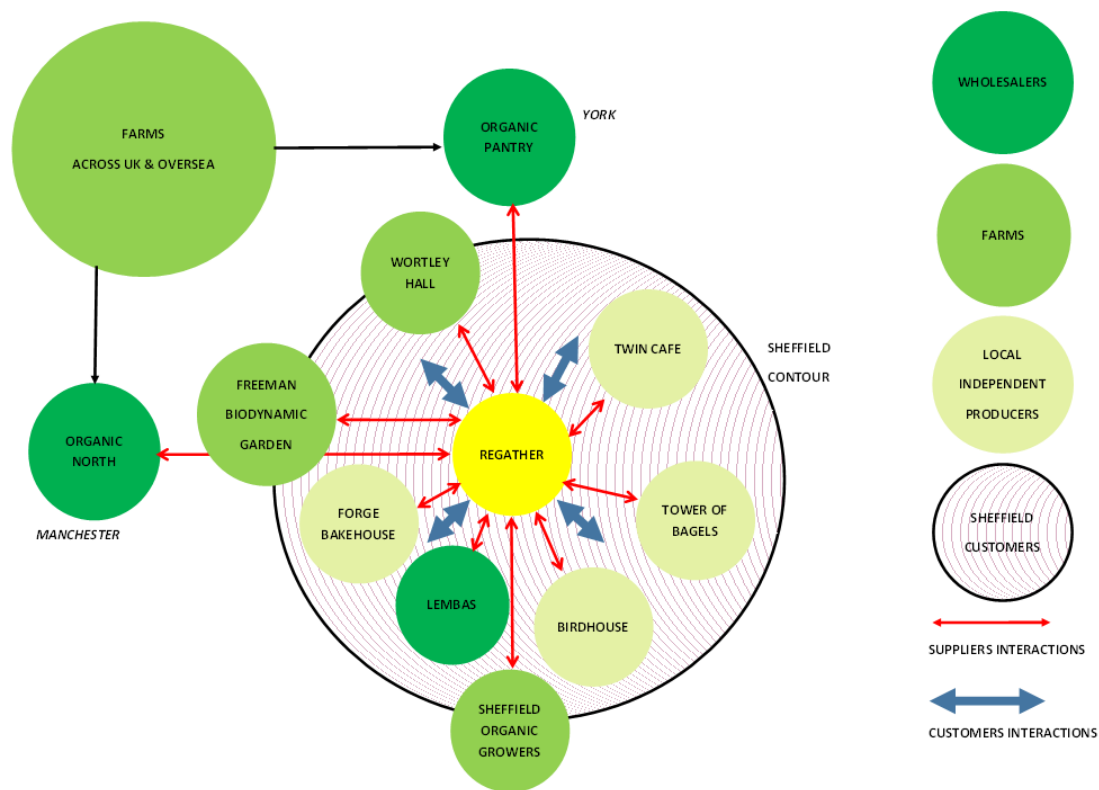 FARMS
ACROSS UK & OVERSEA
ORGANIC
PANTRY
YORK
WORTLEY
HALL
TWIN CAFE
SHEFFIELD
CONTOUR
FREEMAN
BIODYNAMIC
GARDEN
ORGANIC
NORTH
MANCHESTER
REGATHER
FORGE
BAKEHOUSE
TOWER OF
BAGELS
LEMBAS
BIRDHOUSE
SHEFFIELD
ORGANIC
GROWERS
WHOLESALERS
FARMS
LOCAL
INDEPENDENT
PRODUCERS
SHEFFIELD
CUSTOMERS
SUPPLIERS INTERACTIONS
CUSTOMERS INTERACTIONS